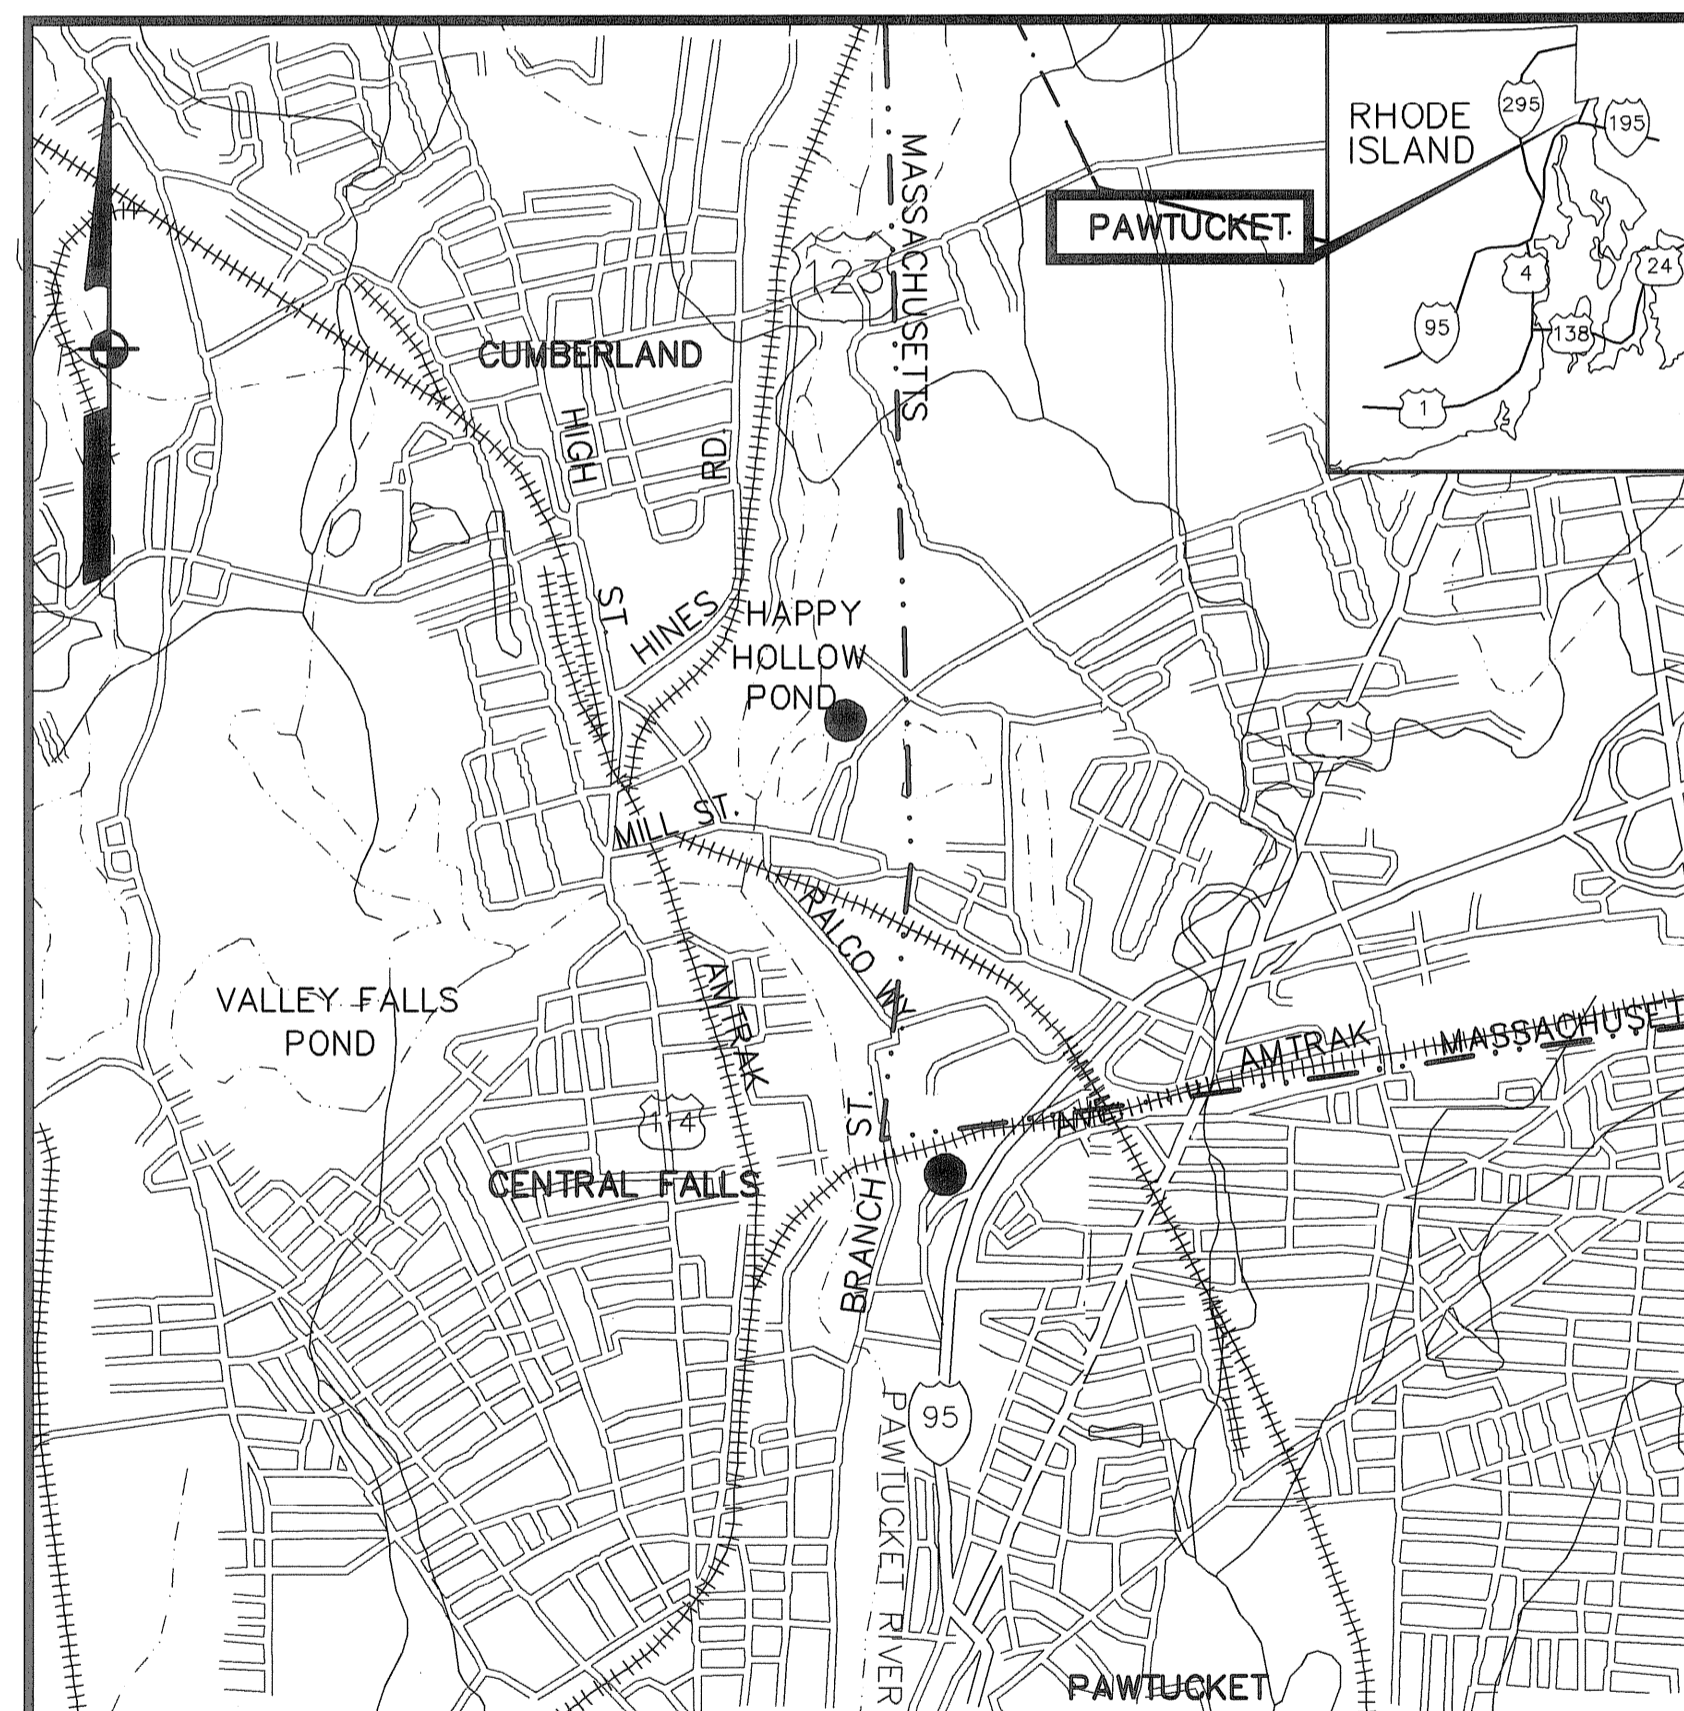 RHODE
ISLAND
295
195
4
24
95
138
1
PAWTUCKET
MASSACHUSETTS
123
CUMBERLAND
HIGH
ST.
HINES
RD.
HAPPY
HOLLOW
POND
1
MILL ST.
RALCO WY.
VALLEY FALLS
POND
AMTRAK
AMTRAK
AVE.
114
CENTRAL FALLS
BRANCH ST.
95
PAWTUCKET RIVER
PAWTUCKET